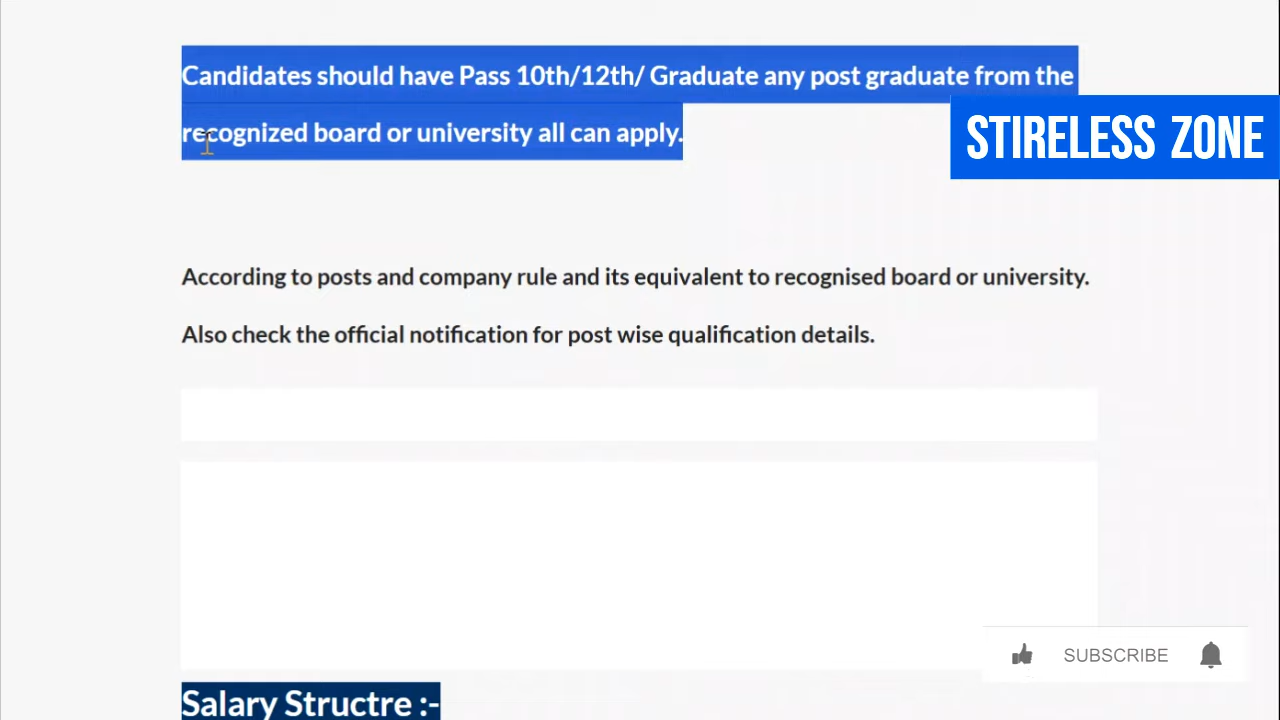 Candidates should have Pass 10th/12th/ Graduate any post graduate from the
recognized board or university all can apply.
STIRELESS ZONE
According to posts and company rule and its equivalent to recognised board or university.
Also check the official notification for post wise qualification details.
SUBSCRIBE
Salary Structre :-